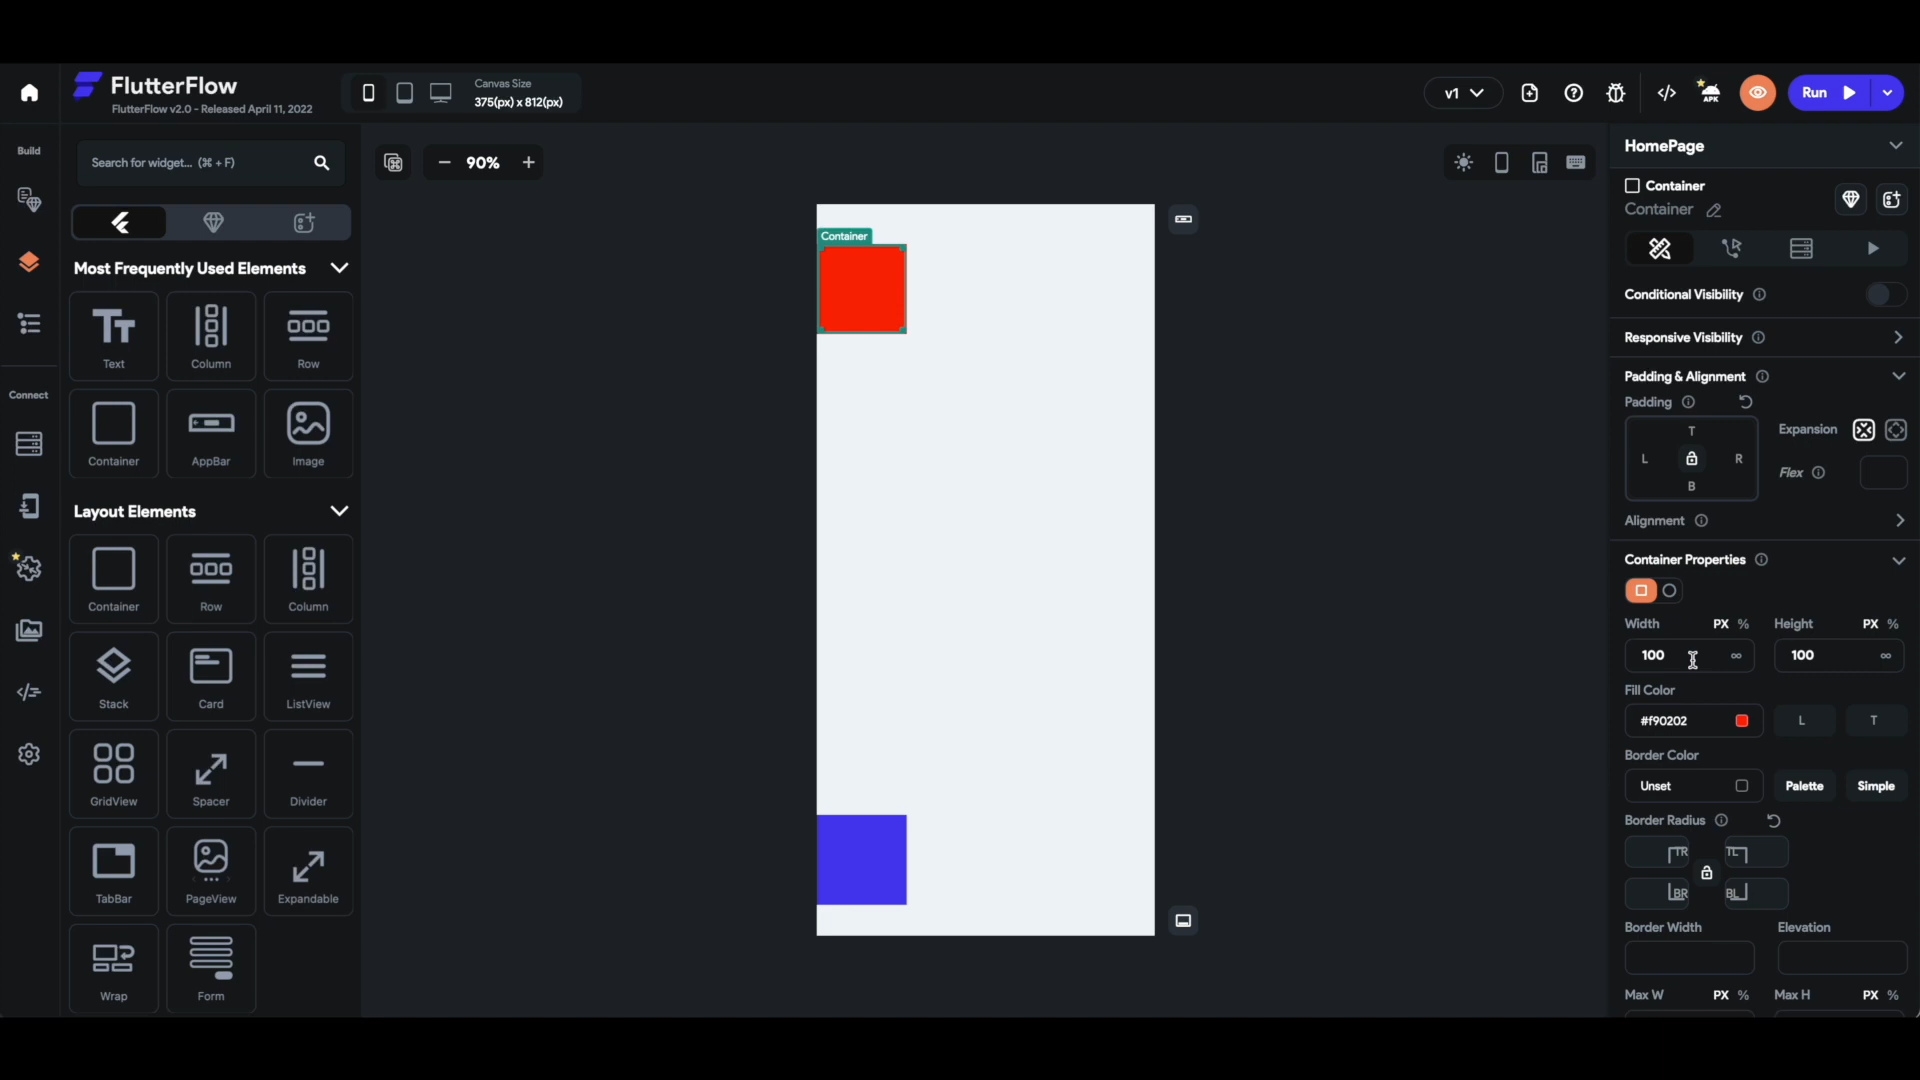 FlutterFlow
FlutterFlow v2.0 - Released April 11, 2022
Canvas Size
375(px) x 812(px)
v1
APK
Run
Build
Search for widget... (⌘ + F)
90%
Most Frequently Used Elements
Text
Column
Row
Connect
Container
AppBar
Image
Layout Elements
Container
Row
Column
Stack
Card
ListView
GridView
Spacer
Divider
TabBar
PageView
Expandable
Wrap
Form
Container
HomePage
Container
Container
Conditional Visibility
Responsive Visibility
Padding & Alignment
Padding
T
Expansion
L
R
Flex
B
Alignment
Container Properties
Width PX % Height PX %
100 ∞ 100 ∞
Fill Color
#f90202 L T
Border Color
Unset Palette Simple
Border Radius
TR TL
BR BL
Border Width Elevation
Max W PX % Max H PX %